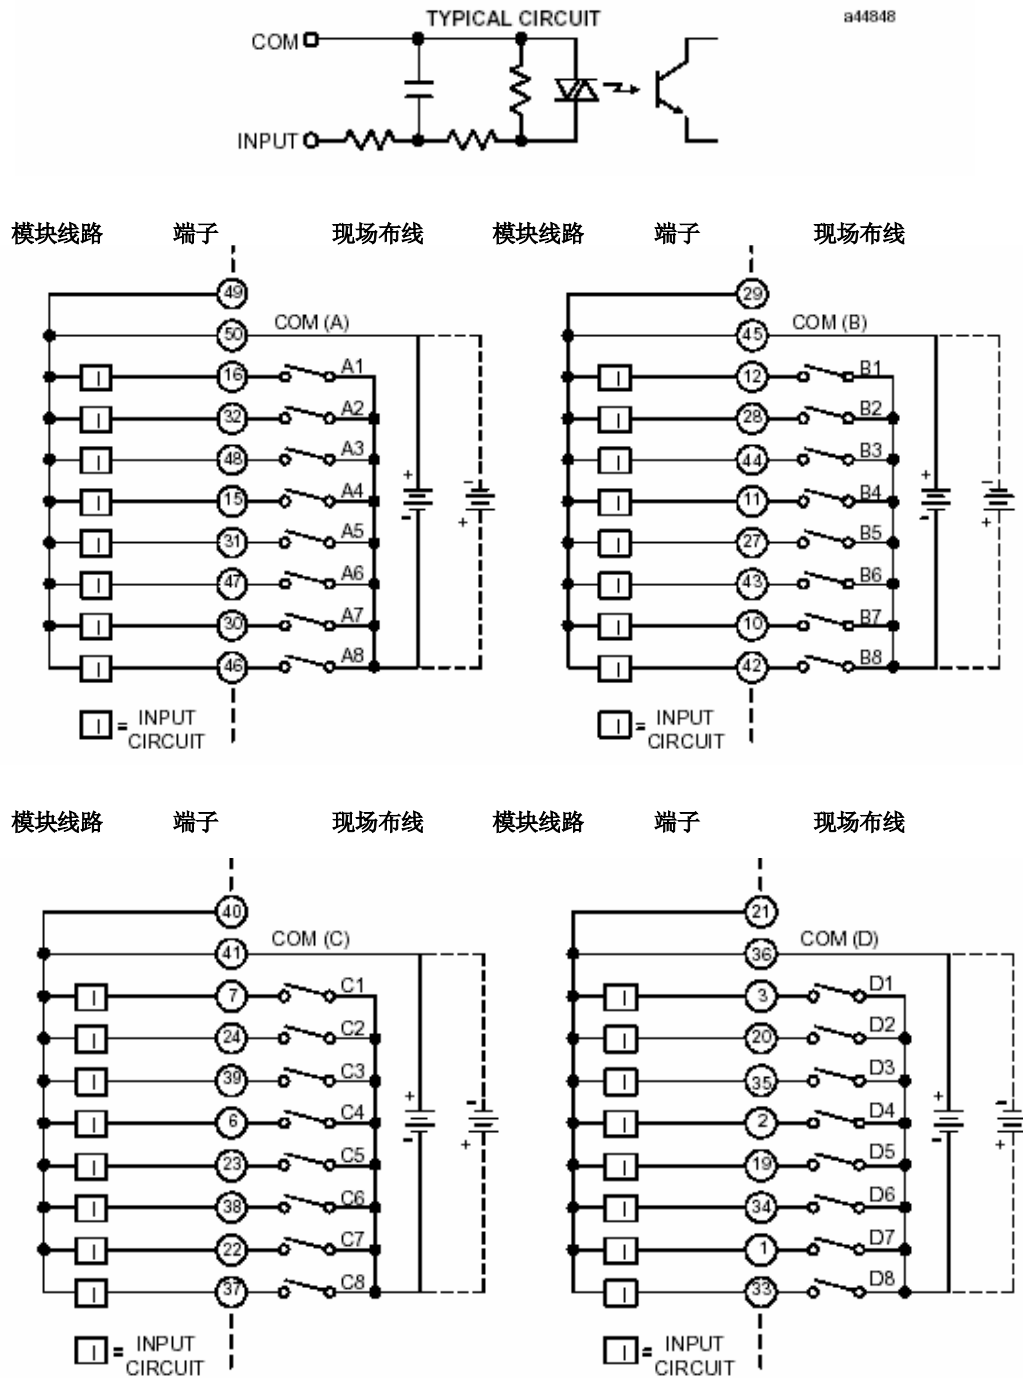 TYPICAL CIRCUIT
a44848
COM
INPUT
模块线路 端子 现场布线 模块线路 端子 现场布线
49
50 COM (A)
I 16 A1
I 32 A2
I 48 A3
+ -
I 15 A4
- +
I 31 A5
I 47 A6
I 30 A7
I 46 A8
I = INPUT CIRCUIT
29
45 COM (B)
I 12 B1
I 28 B2
I 44 B3
+ -
I 11 B4
- +
I 27 B5
I 43 B6
I 10 B7
I 42 B8
I = INPUT CIRCUIT
模块线路 端子 现场布线 模块线路 端子 现场布线
40
41 COM (C)
I 7 C1
I 24 C2
I 39 C3
+ -
I 6 C4
- +
I 23 C5
I 38 C6
I 22 C7
I 37 C8
I = INPUT CIRCUIT
21
36 COM (D)
I 3 D1
I 20 D2
I 35 D3
+ -
I 2 D4
- +
I 19 D5
I 34 D6
I 1 D7
I 33 D8
I = INPUT CIRCUIT